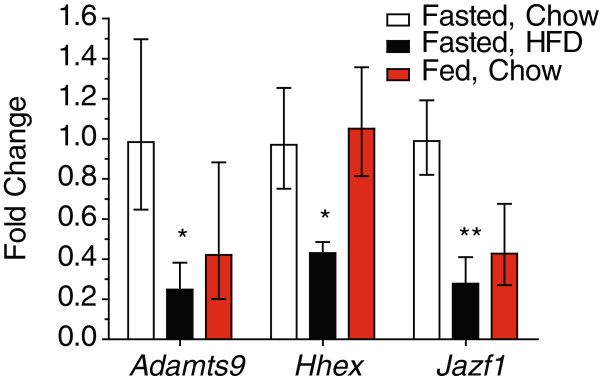 Fasted, Chow
Fasted, HFD
Fed, Chow
Fold Change
1.6
1.4
1.2
1.0
0.8
0.6
0.4
0.2
0.0
*
*
**
Adamts9 Hhex Jazf1